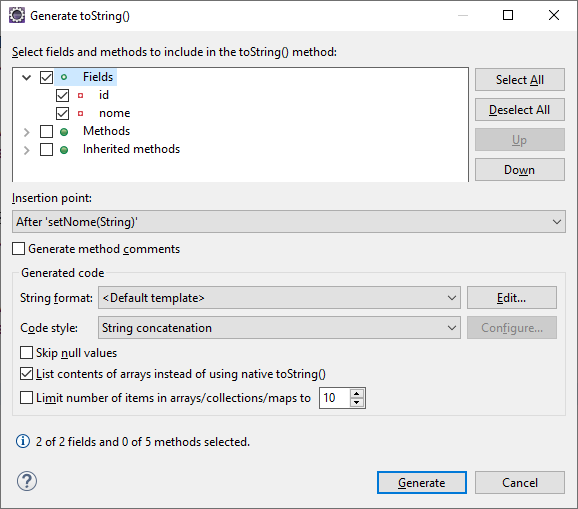 Generate toString()
Select fields and methods to include in the toString() method:
Fields
id
nome
Methods
Inherited methods
Select All
Deselect All
Up
Down
Insertion point:
After 'setNome(String)'
Generate method comments
Generated code
String format: <Default template> Edit...
Code style: String concatenation Configure...
Skip null values
List contents of arrays instead of using native toString()
Limit number of items in arrays/collections/maps to 10
2 of 2 fields and 0 of 5 methods selected.
Generate Cancel